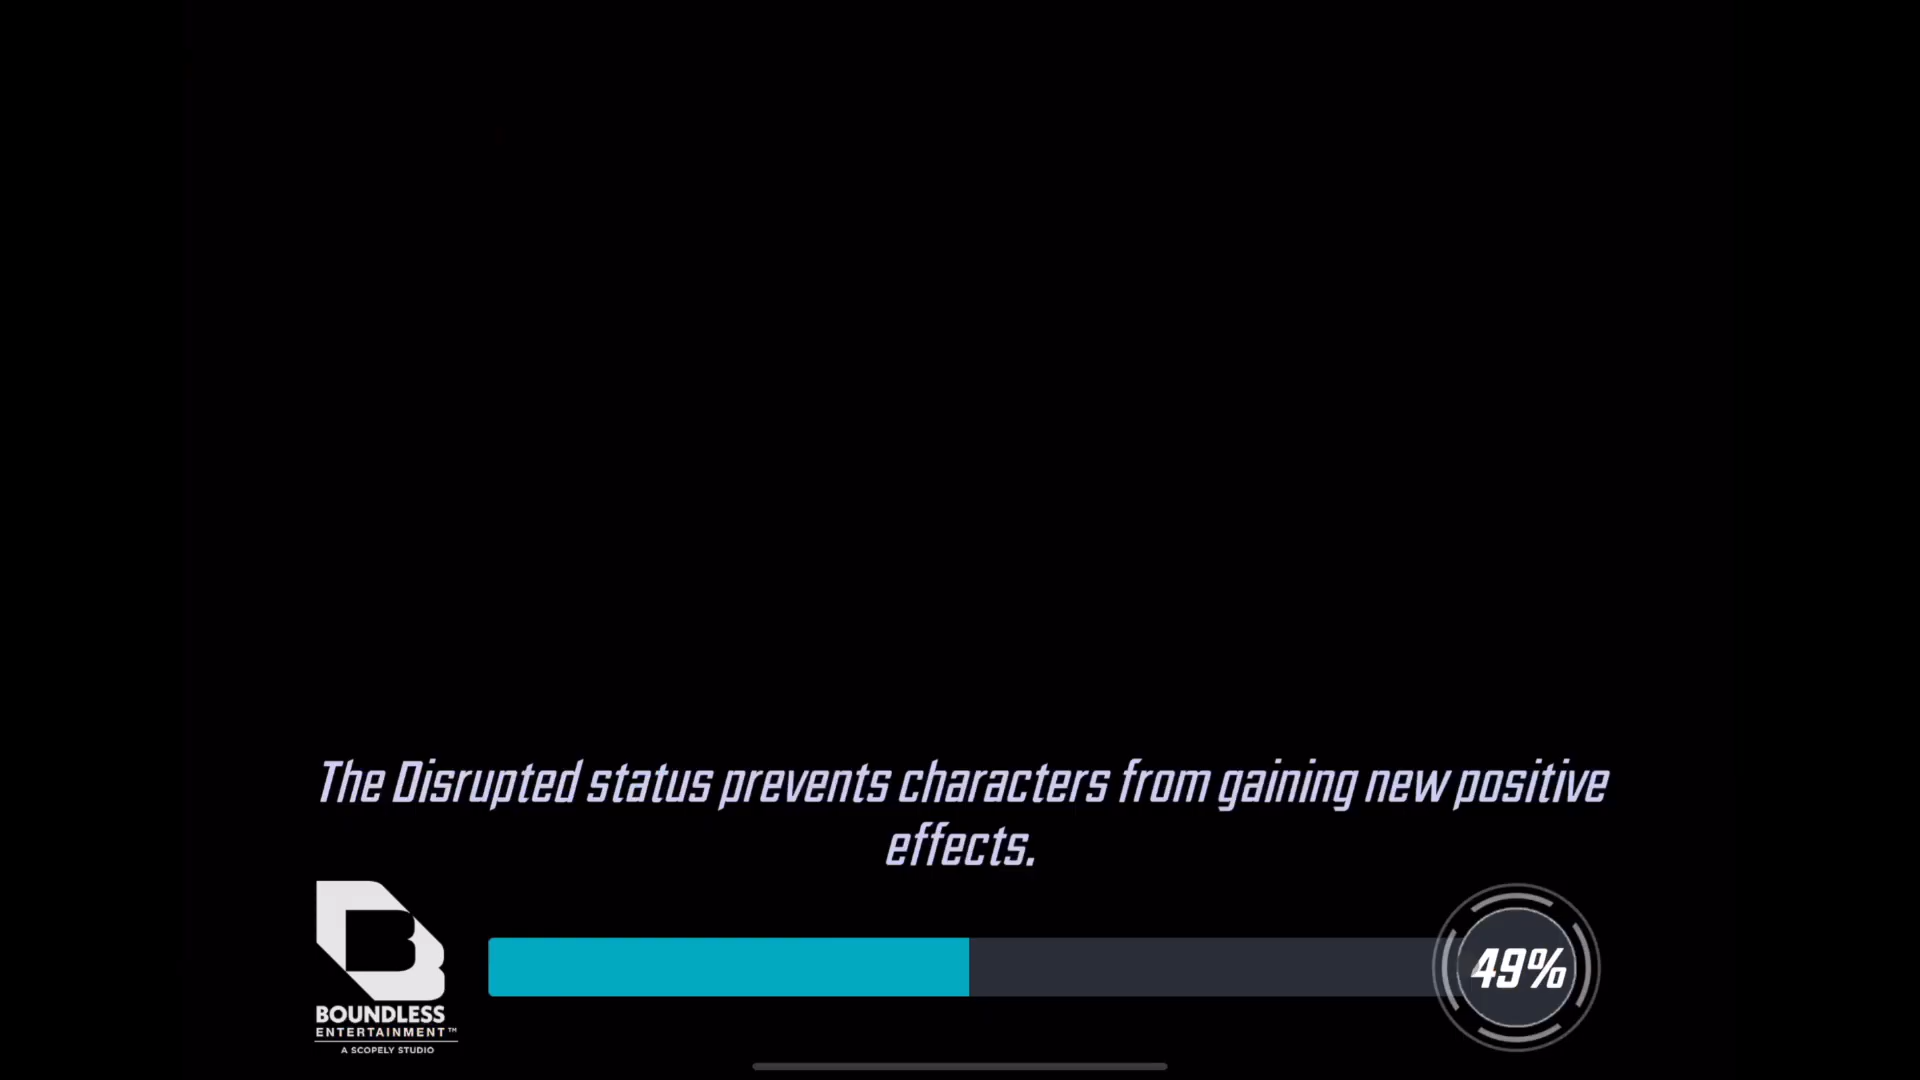 The Disrupted status prevents characters from gaining new positive
effects.
49%
BOUNDLESS
ENTERTAINMENT™
A SCOPELY STUDIO